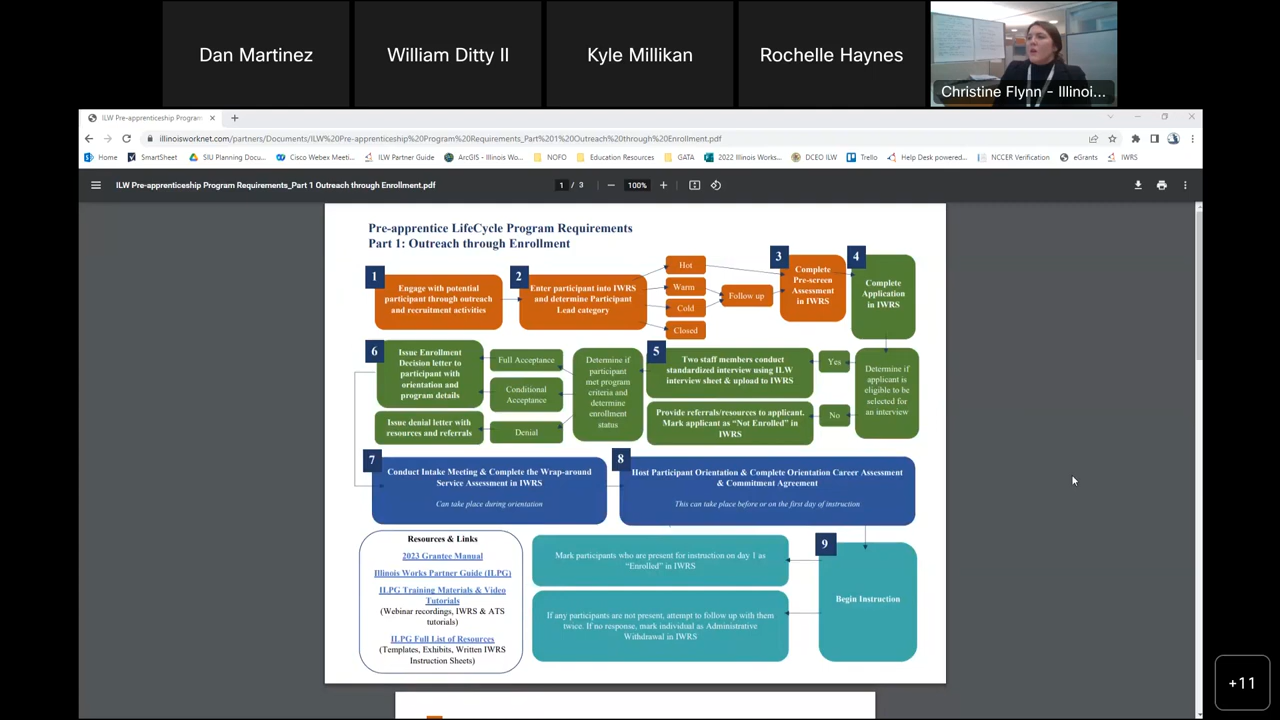 Dan Martinez
William Ditty II
Kyle Millikan
Rochelle Haynes
Christine Flynn - Illinoi...
ILW Pre-apprenticeship Program
illinoisworknet.com/partners/Documents/ILW%20Pre-apprenticeship%20Program%20Requirements_Part%201%20Outreach%20through%20Enrollment.pdf
Home
SmartSheet
SIU Planning Docu...
Cisco Webex Meeti...
ILW Partner Guide
ArcGIS - Illinois Wo...
NOFO
Education Resources
GATA
2022 Illinois Works...
DCEO ILW
Trello
Help Desk powered...
NCCER Verification
eGrants
IWRS
ILW Pre-apprenticeship Program Requirements_Part 1 Outreach through Enrollment.pdf
1 / 3
100%
Pre-apprentice LifeCycle Program Requirements
Part 1: Outreach through Enrollment
1
Engage with potential
participant through outreach
and recruitment activities
2
Enter participant into IWRS
and determine Participant
Lead category
Hot
Warm
Cold
Closed
Follow up
3
Complete
Pre-screen
Assessment
in IWRS
4
Complete
Application
in IWRS
Determine if
applicant is
eligible to be
selected for
an interview
Yes
No
5
Two staff members conduct
standardized interview using ILW
interview sheet & upload to IWRS
Provide referrals/resources to applicant.
Mark applicant as “Not Enrolled” in
IWRS
Determine if
participant
met program
criteria and
determine
enrollment
status
Full Acceptance
Conditional
Acceptance
Denial
6
Issue Enrollment
Decision letter to
participant with
orientation and
program details
Issue denial letter with
resources and referrals
7
Conduct Intake Meeting & Complete the Wrap-around
Service Assessment in IWRS
Can take place during orientation
8
Host Participant Orientation & Complete Orientation Career Assessment
& Commitment Agreement
This can take place before or on the first day of instruction
Resources & Links
2023 Grantee Manual
Illinois Works Partner Guide (ILPG)
ILPG Training Materials & Video
Tutorials
(Webinar recordings, IWRS & ATS
tutorials)
ILPG Full List of Resources
(Templates, Exhibits, Written IWRS
Instruction Sheets)
Mark participants who are present for instruction on day 1 as
“Enrolled” in IWRS
If any participants are not present, attempt to follow up with them
twice. If no response, mark individual as Administrative
Withdrawal in IWRS
9
Begin Instruction
+11